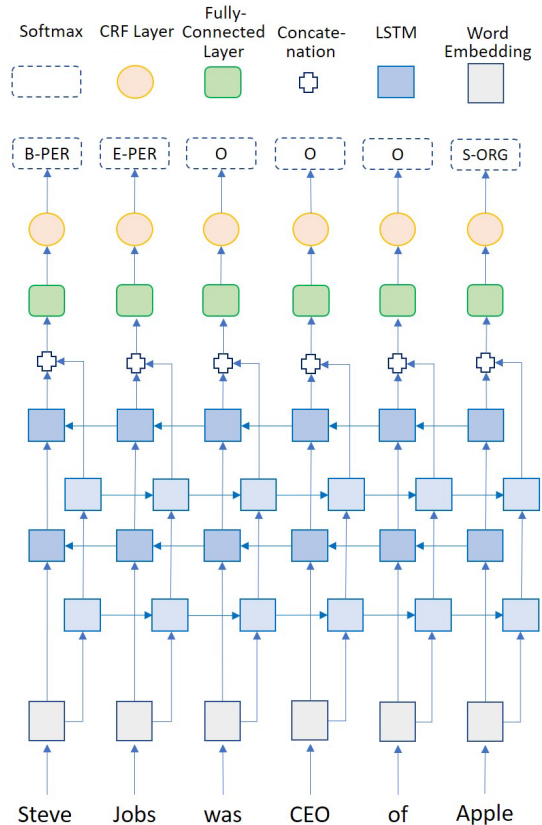 Softmax
CRF Layer
Fully-
Connected
Layer
Concate-
nation
LSTM
Word
Embedding
B-PER
E-PER
O
O
O
S-ORG
Steve
Jobs
was
CEO
of
Apple